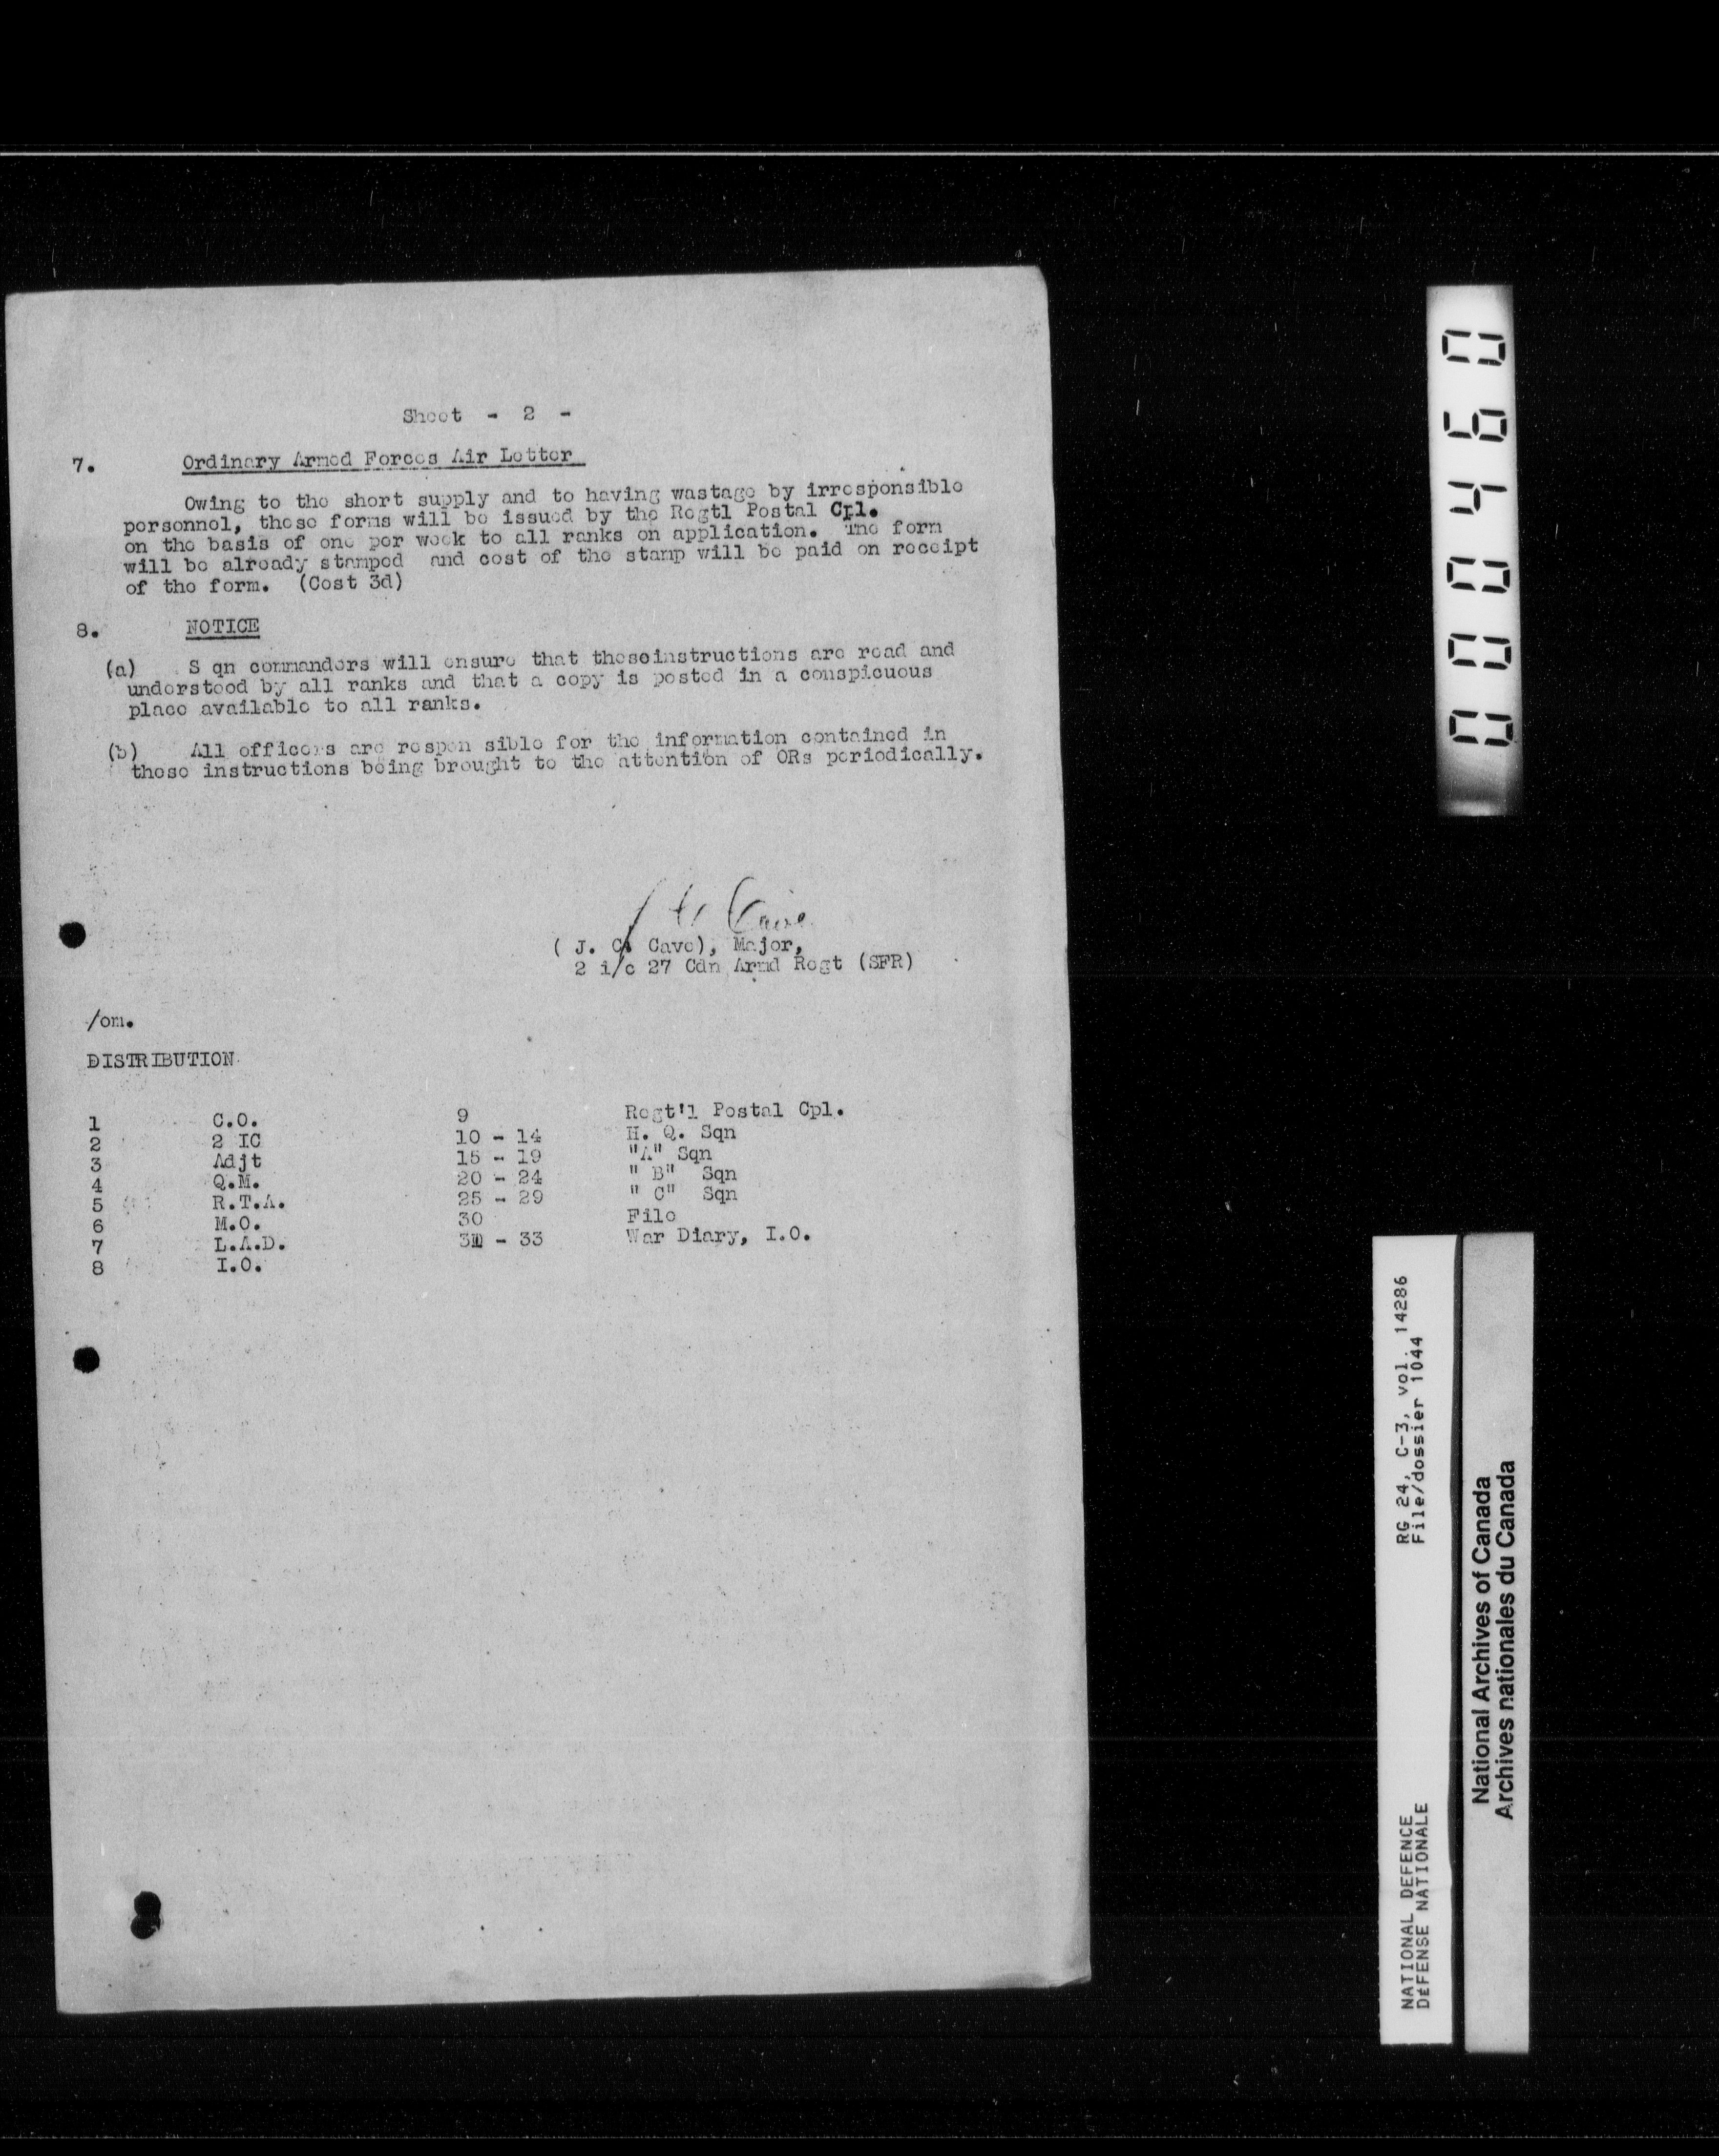 Sheet - 2 -
7. Ordinary Armed Forces Air Letter
Owing to the short supply and to having wastage by irresponsible
personnel, these forms will be issued by the Regtl Postal Cpl.
on the basis of one per week to all ranks on application. The form
will be already stamped and cost of the stamp will be paid on receipt
of the form. (Cost 3d)
8. NOTICE
(a) S qn commanders will ensure that theseinstructions are read and
understood by all ranks and that a copy is posted in a conspicuous
place available to all ranks.
(b) All officers are respon sible for the information contained in
these instructions being brought to the attention of ORs periodically.
( J. C. Cave), Major,
2 i/c 27 Cdn Armd Regt (SFR)
/om.
DISTRIBUTION
1 C.O. 9 Regt'l Postal Cpl.
2 2 IC 10 - 14 H. Q. Sqn
3 Adjt 15 - 19 "A" Sqn
4 Q.M. 20 - 24 " B" Sqn
5 R.T.A. 25 - 29 " C" Sqn
6 M.O. 30 File
7 L.A.D. 31 - 33 War Diary, I.O.
8 I.O.
000460
RG 24, C-3, vol. 14286
File/dossier 1044
NATIONAL DEFENCE
DÉFENSE NATIONALE
National Archives of Canada
Archives nationales du Canada